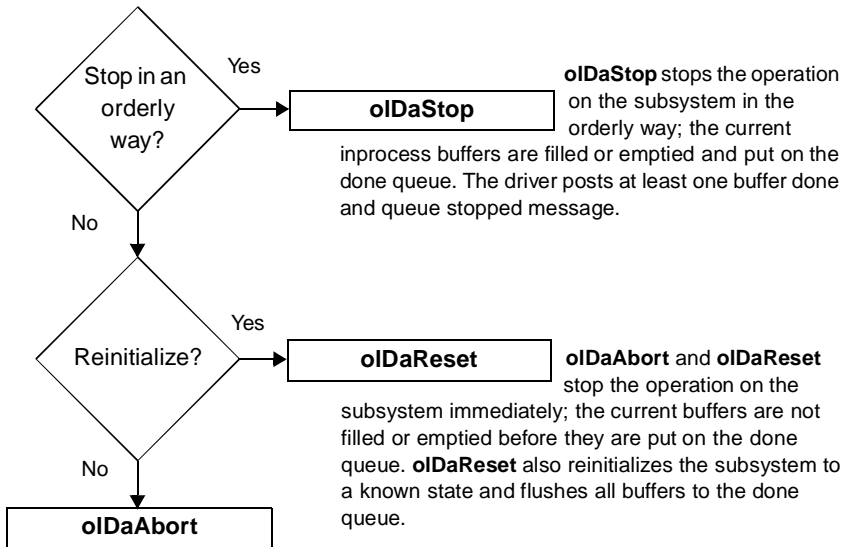 Stop in an
orderly
way?
Yes
olDaStop
olDaStop stops the operation
on the subsystem in the
orderly way; the current
inprocess buffers are filled or emptied and put on the
done queue. The driver posts at least one buffer done
and queue stopped message.
No
Reinitialize?
Yes
olDaReset
olDaAbort and olDaReset
stop the operation on the
subsystem immediately; the current buffers are not
filled or emptied before they are put on the done
queue. olDaReset also reinitializes the subsystem to
a known state and flushes all buffers to the done
queue.
No
olDaAbort